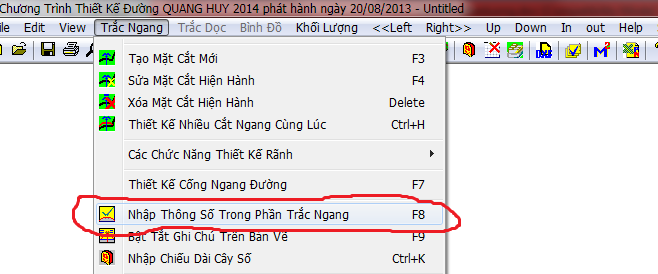 Chương Trình Thiết Kế Đường QUANG HUY 2014 phát hành ngày 20/08/2013 - Untitled
File Edit View Trắc Ngang Trắc Dọc In Bản Đồ Khối Lượng <<Left Right>> Up Down
Tạo Mặt Cắt Mới F3
Sửa Mặt Cắt Hiện Hành F4
Xóa Mặt Cắt Hiện Hành Delete
Thiết Kế Nhiều Cắt Ngang Cùng Lúc Ctrl+H
Các Chức Năng Thiết Kế Rãnh
Thiết Kế Cống Ngang Đường F7
Nhập Thông Số Trong Phần Trắc Ngang F8
Bật Tắt Ghi Chú Trên Bản Vẽ F9
Nhập Chiều Dài Cây Số Ctrl+K